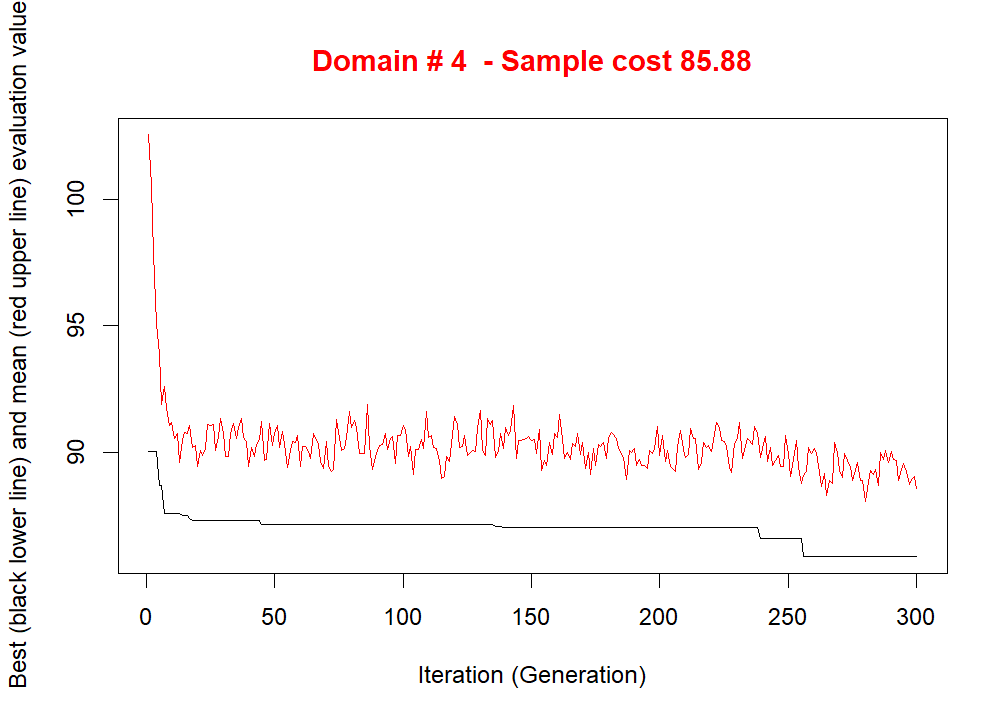 Domain # 4  - Sample cost 85.88
Best (black lower line) and mean (red upper line) evaluation value
100
95
90
0 50 100 150 200 250 300
Iteration (Generation)